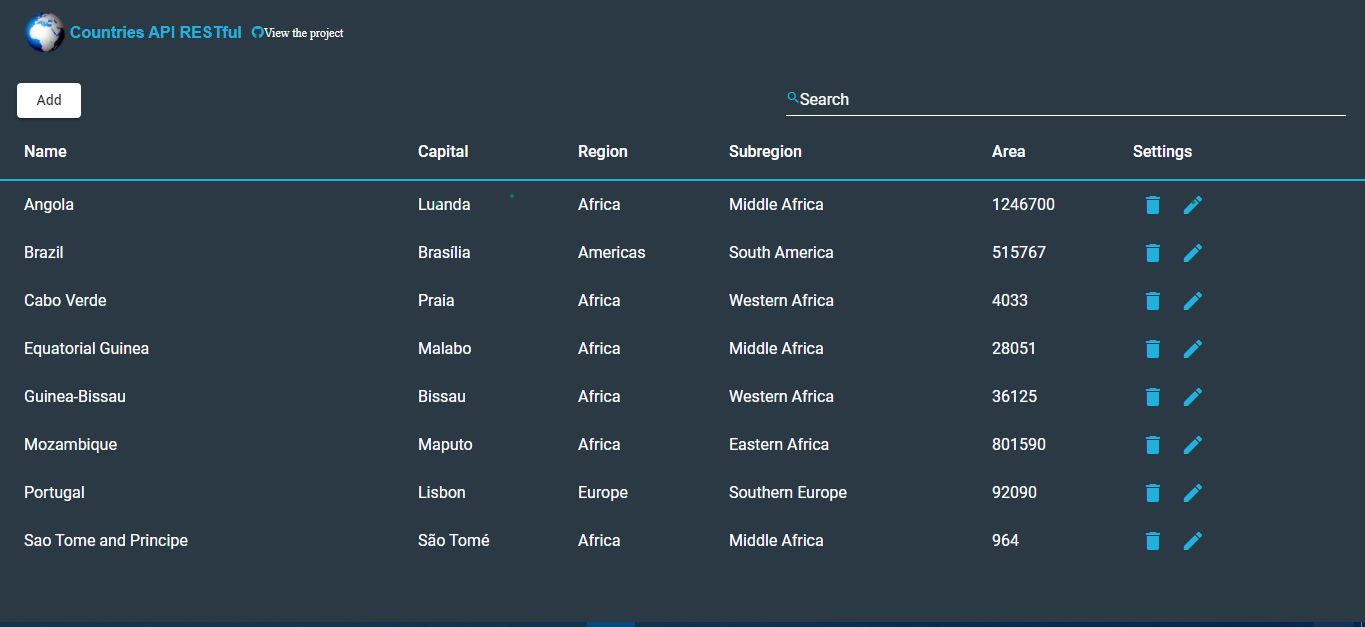 Countries API RESTful View the project
Add
Search
Name Capital Region Subregion Area Settings
Angola Luanda Africa Middle Africa 1246700
Brazil Brasília Americas South America 515767
Cabo Verde Praia Africa Western Africa 4033
Equatorial Guinea Malabo Africa Middle Africa 28051
Guinea-Bissau Bissau Africa Western Africa 36125
Mozambique Maputo Africa Eastern Africa 801590
Portugal Lisbon Europe Southern Europe 92090
Sao Tome and Principe São Tomé Africa Middle Africa 964